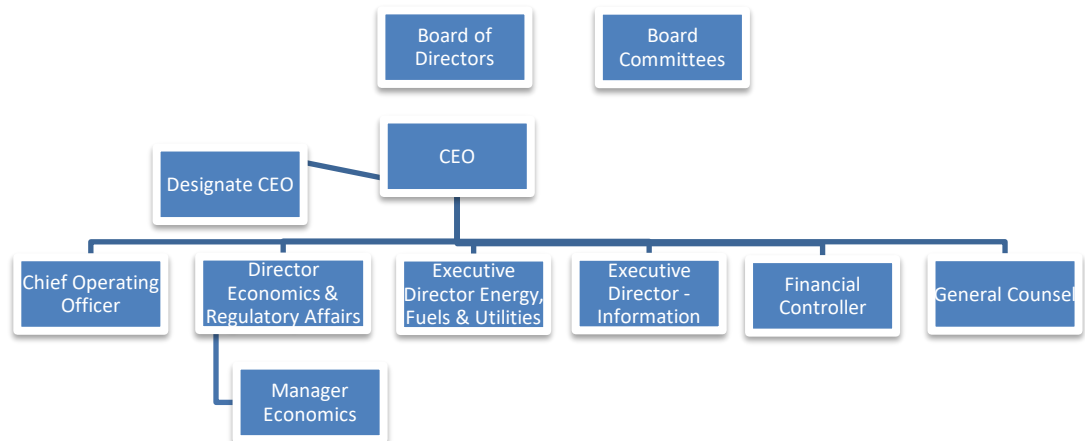 Board of
Directors
Board
Committees
CEO
Designate CEO
Chief Operating
Officer
Director
Economics &
Regulatory Affairs
Executive
Director Energy,
Fuels & Utilities
Executive
Director -
Information
Financial
Controller
General Counsel
Manager
Economics